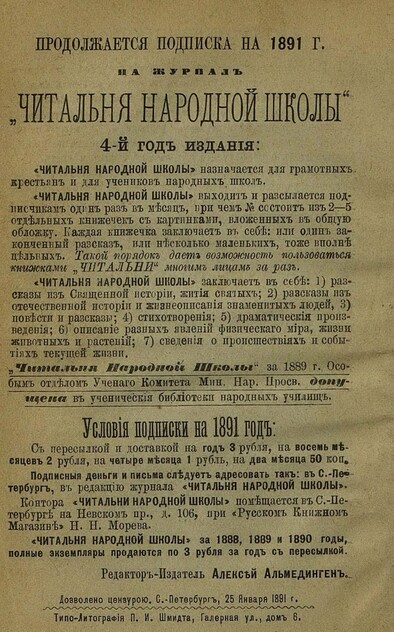 ПРОДОЛЖАЕТСЯ ПОДПИСКА НА 1891 Г.
НА ЖУРНАЛЪ
„ЧИТАЛЬНЯ НАРОДНОЙ ШКОЛЫ“
4-й ГОДЪ ИЗДАНІЯ:
«ЧИТАЛЬНЯ НАРОДНОЙ ШКОЛЫ» назначается для грамотныхъ
крестьянъ и для учениковъ народныхъ школъ.
«ЧИТАЛЬНЯ НАРОДНОЙ ШКОЛЫ» выходитъ и разсылается под-
писчикамъ одинъ разъ въ мѣсяцъ, при чемъ № состоитъ изъ 2—5
отдѣльныхъ книжечекъ съ картинками, вложенныхъ въ общую
обложку. Каждая книжечка заключаетъ въ себѣ: или одинъ за-
конченный разсказъ, или нѣсколько маленькихъ, тоже вполнѣ
цѣльныхъ. Такой порядокъ даетъ возможность пользоваться
книжками „ЧИТАЛЬНИ“ многимъ лицамъ за разъ.
«ЧИТАЛЬНЯ НАРОДНОЙ ШКОЛЫ» заключаетъ въ себѣ: 1) раз-
сказы изъ Священной исторіи, житія святыхъ; 2) разсказы изъ
отечественной исторіи и жизнеописанія знаменитыхъ людей, 3)
повѣсти и разсказы; 4) стихотворенія; 5) драматическія произ-
веденія; 6) описаніе разныхъ явленій физическаго міра, жизни
животныхъ и растеній; 7) свѣдѣнія о происшествіяхъ и собы-
тіяхъ текущей жизни.
„Читальня Народной Школы“ за 1889 г. Осо-
бымъ отдѣломъ Ученаго Комитета Мин. Нар. Просв. допу-
щена въ ученическія библіотеки народныхъ училищъ.
Условія подписки на 1891 годъ:
Съ пересылкой и доставкой на годъ 3 рубля, на восемь мѣ-
сяцевъ 2 рубля, на четыре мѣсяца 1 рубль, на два мѣсяца 50 коп.
Подписныя деньги и письма слѣдуетъ адресовать такъ: въ С.-Пе-
тербургъ, въ редакцію журнала «ЧИТАЛЬНЯ НАРОДНОЙ ШКОЛЫ».
Контора «ЧИТАЛЬНИ НАРОДНОЙ ШКОЛЫ» помѣщается въ С.-Пе-
тербургѣ на Невскомъ пр., д. 106, при «Русскомъ Книжномъ
Магазинѣ» Н. Н. Морева.
«ЧИТАЛЬНЯ НАРОДНОЙ ШКОЛЫ» за 1888, 1889 и 1890 годы,
полные экземпляры продаются по 3 рубля за годъ съ пересылкой.
Редакторъ-Издатель Алексѣй Альмедингенъ.
Дозволено цензурою, С.-Петербургъ, 25 Января 1891 г.
Типо-Литографія П. И. Шмидта, Галерная ул., домъ 6.